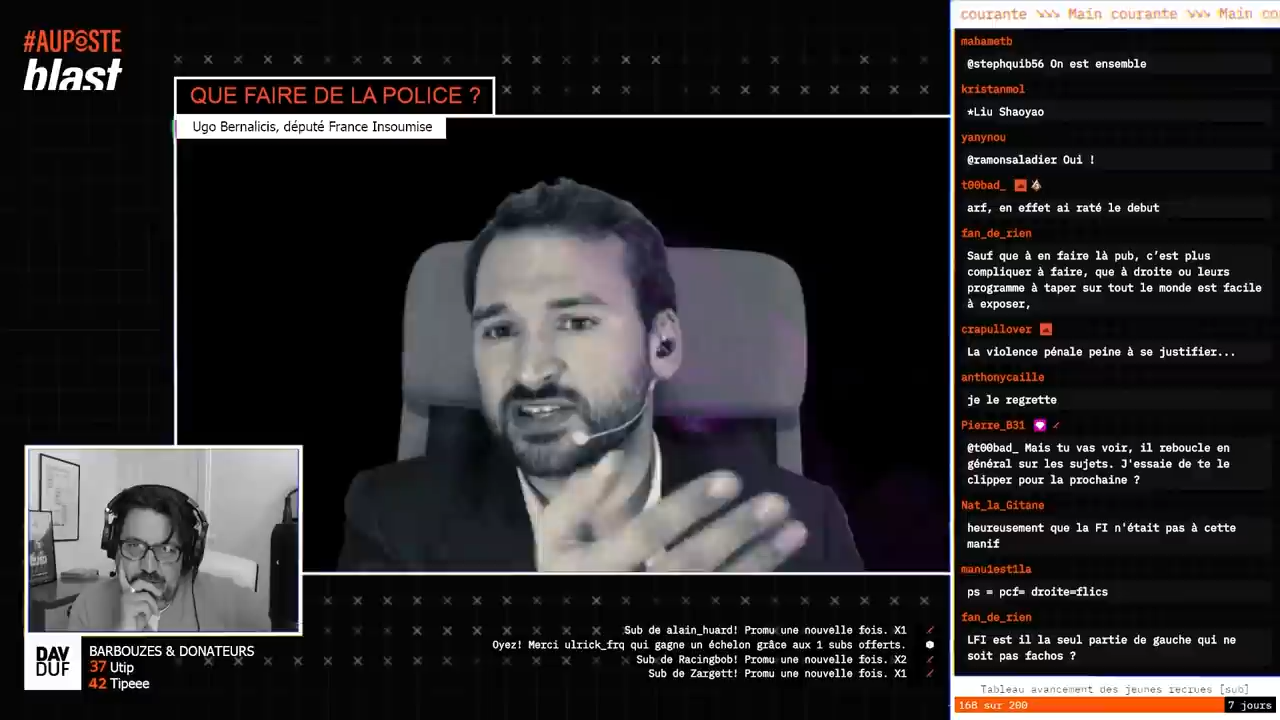 #AUPOSTE
blast
QUE FAIRE DE LA POLICE ?
Ugo Bernalicis, député France Insoumise
DAV
DUF
BARBOUZES & DONATEURS
37 Utip
42 Tipeee
Sub de alain_huard! Promu une nouvelle fois. X1
Oyez! Merci ulrick_frq qui gagne un échelon grâce aux 1 subs offerts.
Sub de Racingbob! Promu une nouvelle fois. X2
Sub de Zargett! Promu une nouvelle fois. X1
courante >>> Main courante >>> Main co
mahametb
@stephquib56 On est ensemble
kristanmol
*Liu Shaoyao
yanynou
@ramonsaladier Oui !
t00bad_
arf, en effet ai raté le debut
fan_de_rien
Sauf que à en faire là pub, c’est plus
compliquer à faire, que à droite ou leurs
programme à taper sur tout le monde est facile
à exposer,
crapullover
La violence pénale peine à se justifier...
anthonycaille
je le regrette
Pierre_B31
@t00bad_ Mais tu vas voir, il reboucle en
général sur les sujets. J'essaie de te le
clipper pour la prochaine ?
Nat_la_Gitane
heureusement que la FI n'était pas à cette
manif
manu1est1la
ps = pcf= droite=flics
fan_de_rien
LFI est il la seul partie de gauche qui ne
soit pas fachos ?
Tableau avancement des jeunes recrues [sub]
168 sur 200
7 jours